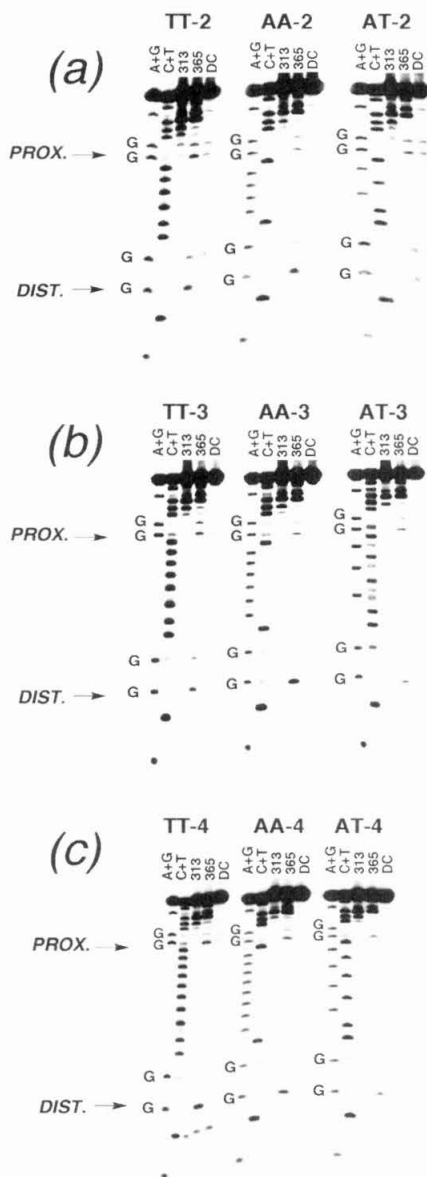 (a)
TT-2 AA-2 AT-2
A+G C+T 313 365 DC A+G C+T 313 365 DC A+G C+T 313 365 DC
G G G
PROX. G G G
G G G
DIST. G G G
(b)
TT-3 AA-3 AT-3
A+G C+T 313 365 DC A+G C+T 313 365 DC A+G C+T 313 365 DC
G G G
PROX. G G G
G G G
DIST. G G G
(c)
TT-4 AA-4 AT-4
A+G C+T 313 365 DC A+G C+T 313 365 DC A+G C+T 313 365 DC
G G G
PROX. G G G
G G G
DIST. G G G